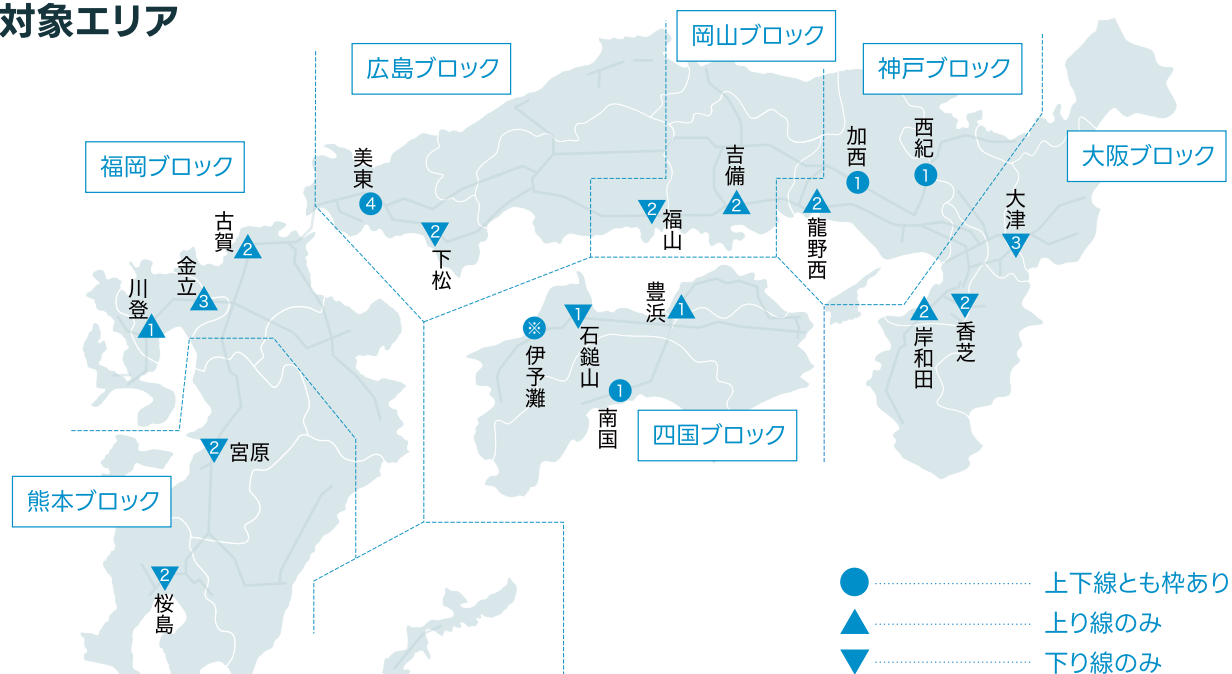 対象エリア
広島ブロック
岡山ブロック
神戸ブロック
大阪ブロック
福岡ブロック
四国ブロック
熊本ブロック
美東
4
2
下松
2
福山
吉備
2
2
龍野西
加西
1
西紀
1
大津
3
2
岸和田
2
香芝
古賀
2
金立
3
川登
1
※
伊予灘
1
石鎚山
豊浜
1
1
南国
2
宮原
2
桜島
上下線とも枠あり
上り線のみ
下り線のみ